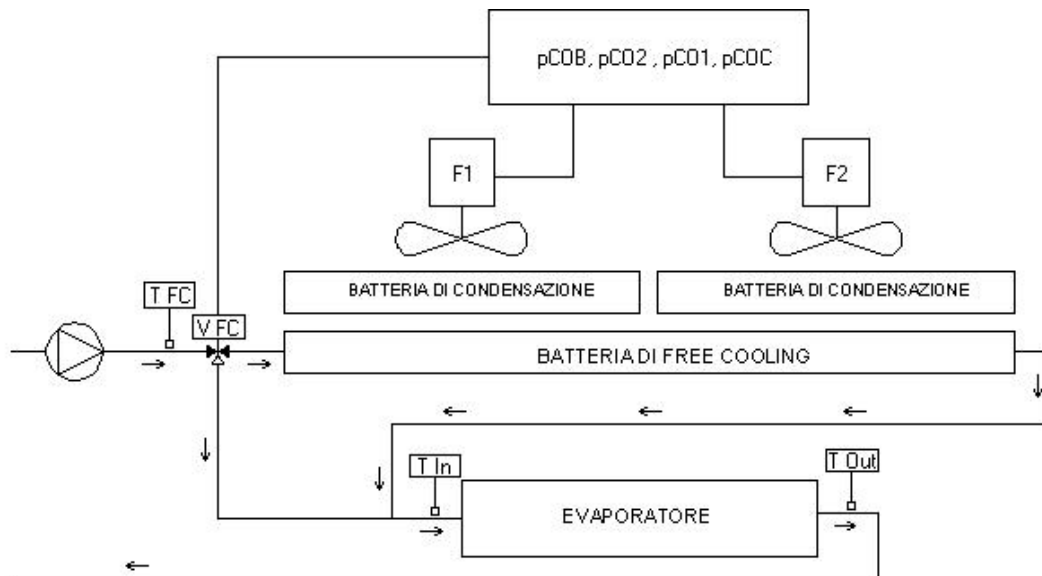 pCOB, pCO2 , pCO1, pCOC
F1
F2
BATTERIA DI CONDENSAZIONE
BATTERIA DI CONDENSAZIONE
T FC
V FC
BATTERIA DI FREE COOLING
T In
T Out
EVAPORATORE